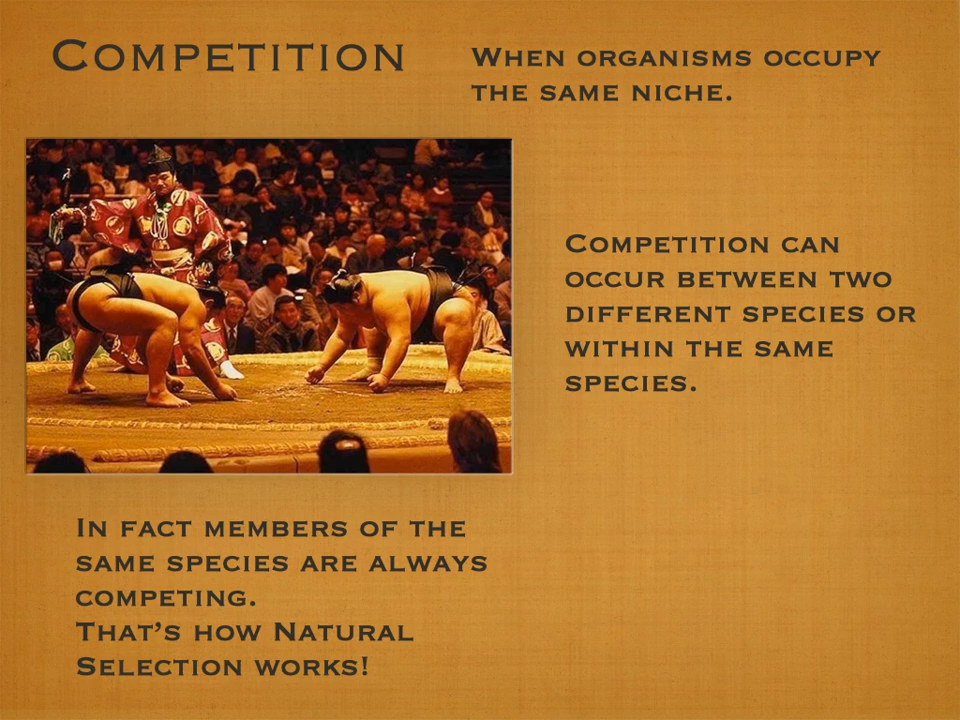 Competition
When organisms occupy
the same niche.
Competition can
occur between two
different species or
within the same
species.
In fact members of the
same species are always
competing.
That’s how Natural
Selection works!